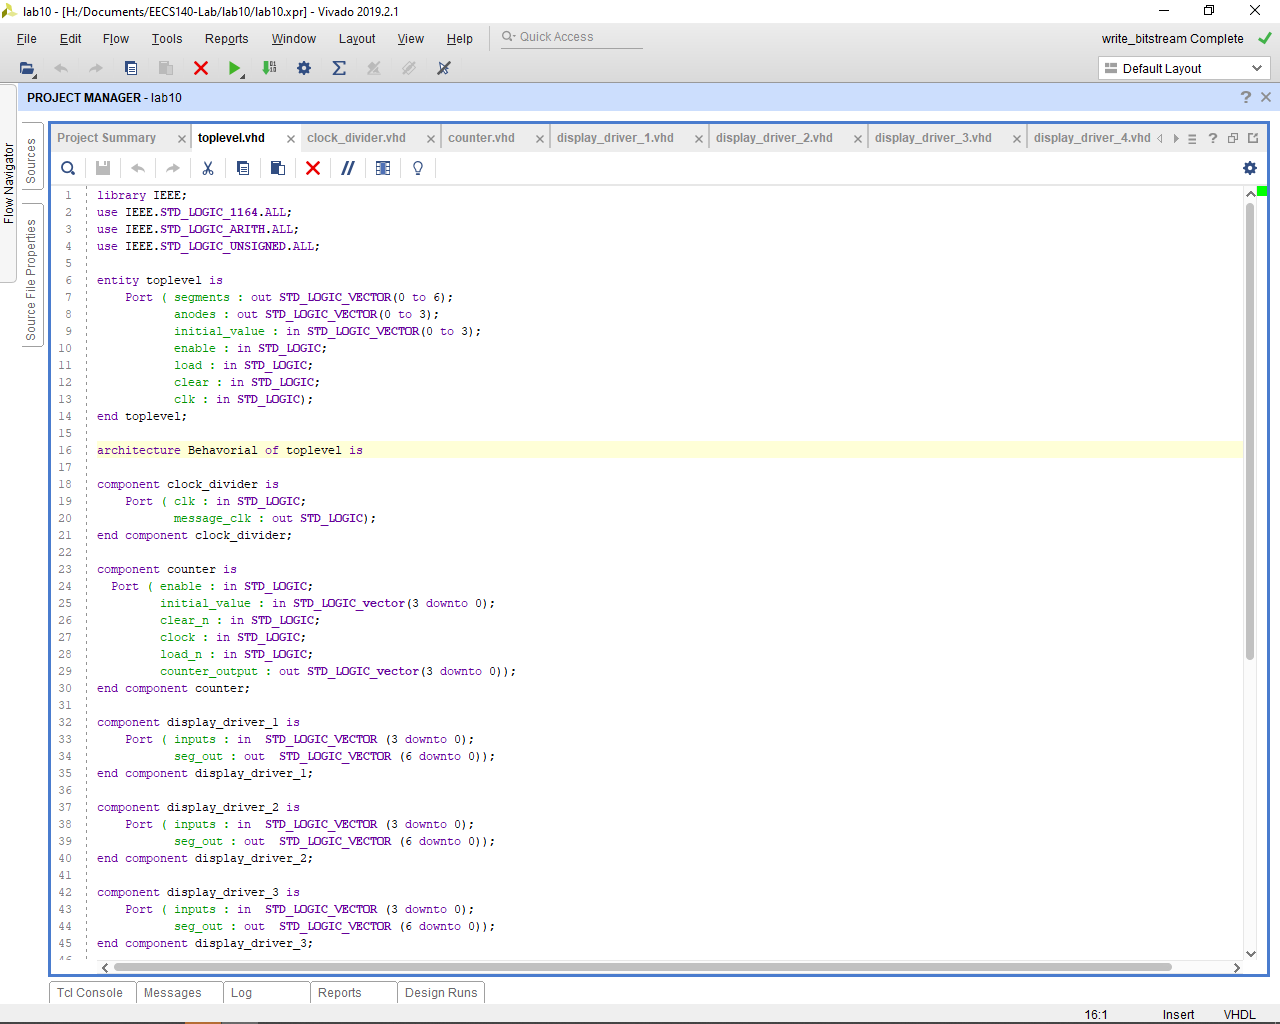 lab10 - [H:/Documents/EECS140-Lab/lab10/lab10.xpr] - Vivado 2019.2.1
File Edit Flow Tools Reports Window Layout View Help Quick Access
write_bitstream Complete
Default Layout
PROJECT MANAGER - lab10
Flow Navigator
Sources
Source File Properties
Project Summary toplevel.vhd clock_divider.vhd counter.vhd display_driver_1.vhd display_driver_2.vhd display_driver_3.vhd display_driver_4.vhd
1 library IEEE;
2 use IEEE.STD_LOGIC_1164.ALL;
3 use IEEE.STD_LOGIC_ARITH.ALL;
4 use IEEE.STD_LOGIC_UNSIGNED.ALL;
5
6 entity toplevel is
7 Port ( segments : out STD_LOGIC_VECTOR(0 to 6);
8 anodes : out STD_LOGIC_VECTOR(0 to 3);
9 initial_value : in STD_LOGIC_VECTOR(0 to 3);
10 enable : in STD_LOGIC;
11 load : in STD_LOGIC;
12 clear : in STD_LOGIC;
13 clk : in STD_LOGIC);
14 end toplevel;
15
16 architecture Behavorial of toplevel is
17
18 component clock_divider is
19 Port ( clk : in STD_LOGIC;
20 message_clk : out STD_LOGIC);
21 end component clock_divider;
22
23 component counter is
24 Port ( enable : in STD_LOGIC;
25 initial_value : in STD_LOGIC_vector(3 downto 0);
26 clear_n : in STD_LOGIC;
27 clock : in STD_LOGIC;
28 load_n : in STD_LOGIC;
29 counter_output : out STD_LOGIC_vector(3 downto 0));
30 end component counter;
31
32 component display_driver_1 is
33 Port ( inputs : in STD_LOGIC_VECTOR (3 downto 0);
34 seg_out : out STD_LOGIC_VECTOR (6 downto 0));
35 end component display_driver_1;
36
37 component display_driver_2 is
38 Port ( inputs : in STD_LOGIC_VECTOR (3 downto 0);
39 seg_out : out STD_LOGIC_VECTOR (6 downto 0));
40 end component display_driver_2;
41
42 component display_driver_3 is
43 Port ( inputs : in STD_LOGIC_VECTOR (3 downto 0);
44 seg_out : out STD_LOGIC_VECTOR (6 downto 0));
45 end component display_driver_3;
Tcl Console Messages Log Reports Design Runs
16:1 Insert VHDL